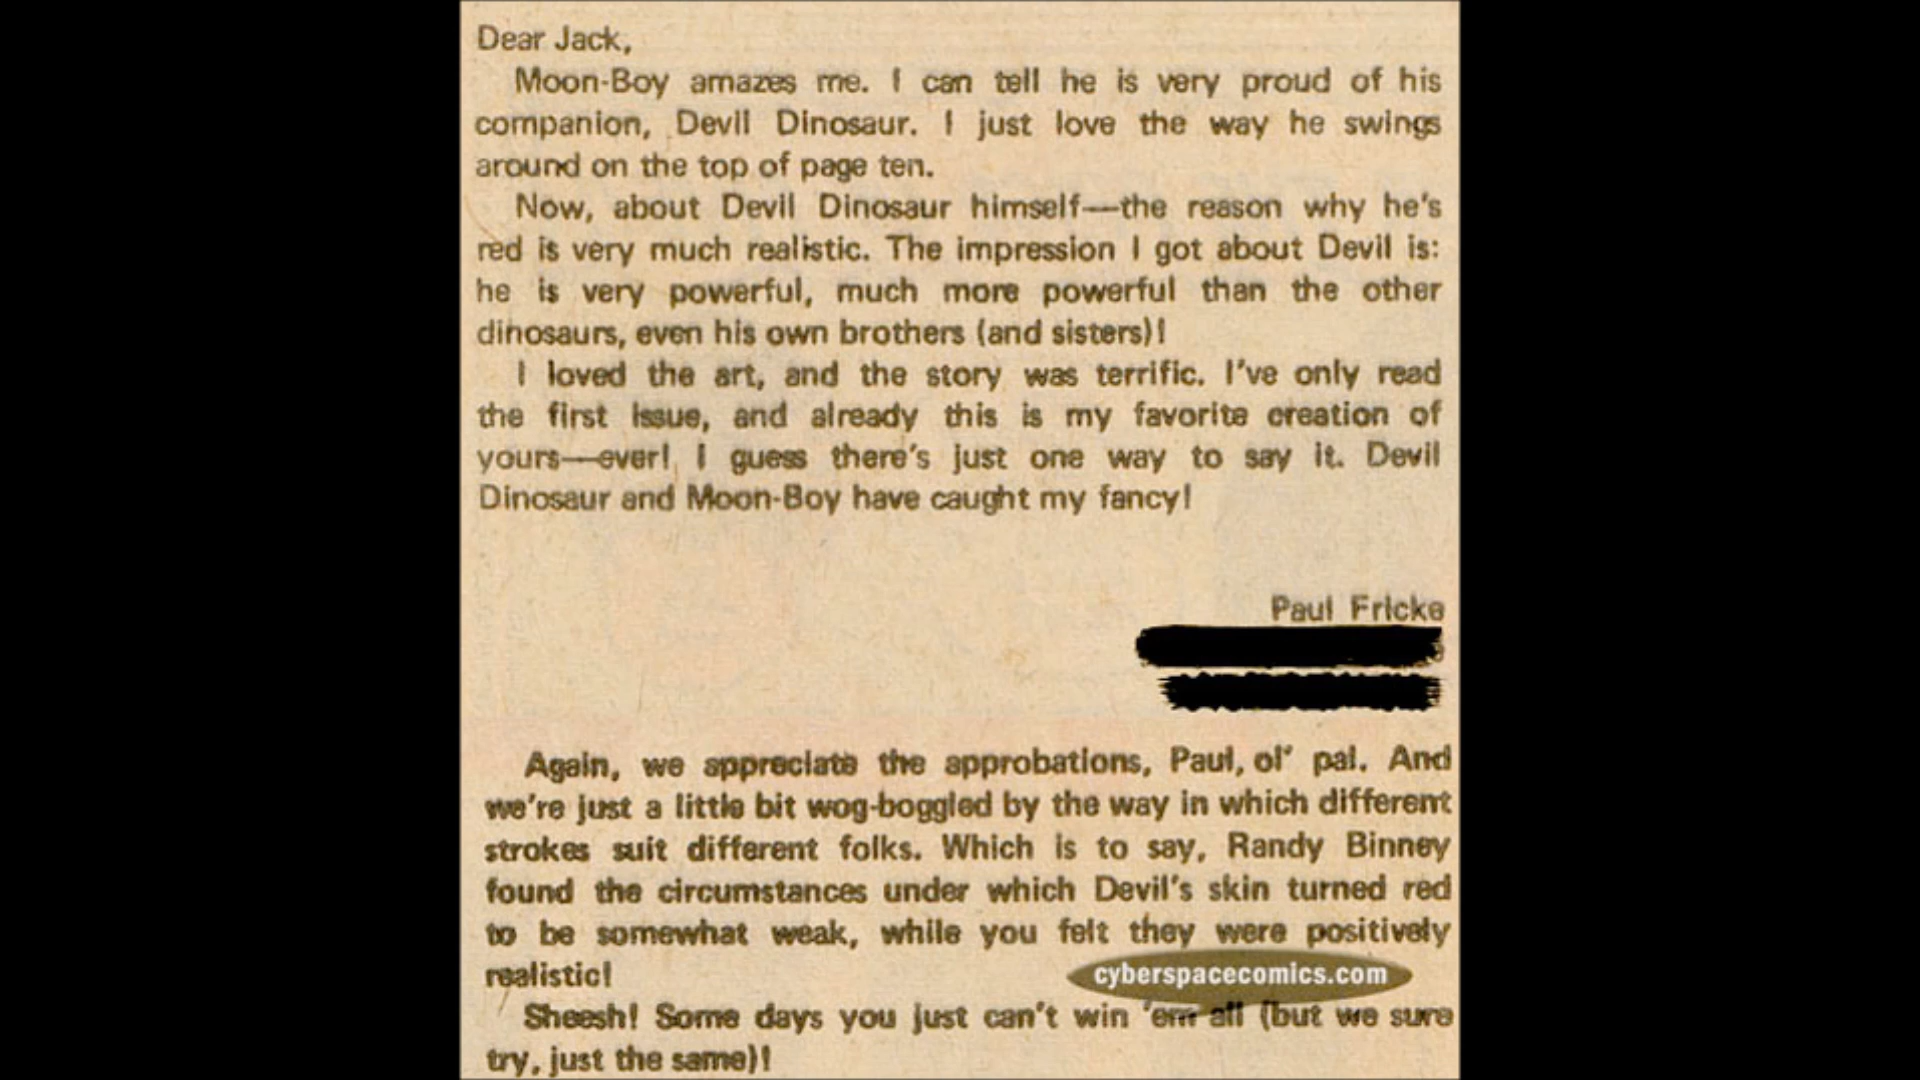 Dear Jack,
Moon-Boy amazes me. I can tell he is very proud of his
companion, Devil Dinosaur. I just love the way he swings
around on the top of page ten.
Now, about Devil Dinosaur himself—the reason why he's
red is very much realistic. The impression I got about Devil is:
he is very powerful, much more powerful than the other
dinosaurs, even his own brothers (and sisters)!
I loved the art, and the story was terrific. I've only read
the first issue, and already this is my favorite creation of
yours—ever! I guess there's just one way to say it. Devil
Dinosaur and Moon-Boy have caught my fancy!
Paul Fricke
Again, we appreciate the approbations, Paul, ol' pal. And
we're just a little bit wog-boggled by the way in which different
strokes suit different folks. Which is to say, Randy Binney
found the circumstances under which Devil's skin turned red
to be somewhat weak, while you felt they were positively
realistic!
cyberspacecomics.com
Sheesh! Some days you just can't win 'em all (but we sure
try, just the same)!